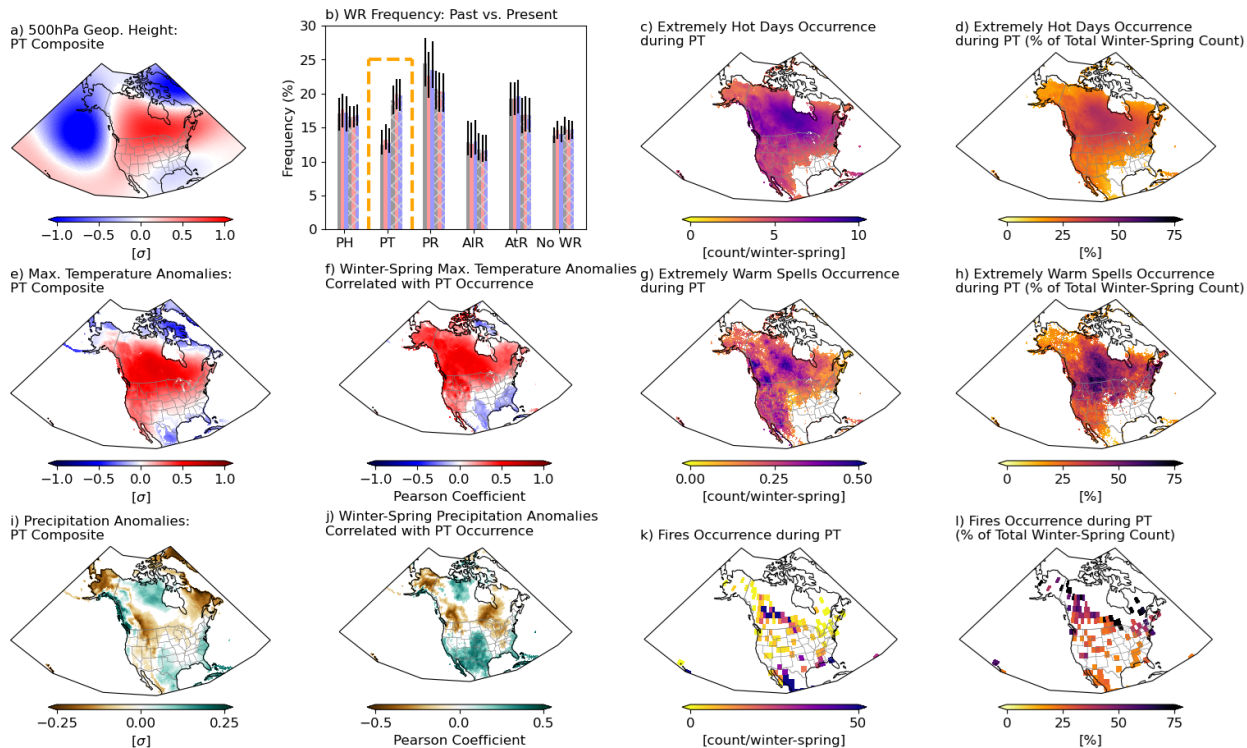 a) 500hPa Geop. Height:
PT Composite
−1.0 −0.5 0.0 0.5 1.0
[σ]
b) WR Frequency: Past vs. Present
Frequency (%)
30
25
20
15
10
5
0
PH PT PR AlR AtR No WR
c) Extremely Hot Days Occurrence
during PT
0 5 10
[count/winter-spring]
d) Extremely Hot Days Occurrence
during PT (% of Total Winter-Spring Count)
0 25 50 75
[%]
e) Max. Temperature Anomalies:
PT Composite
−1.0 −0.5 0.0 0.5 1.0
[σ]
f) Winter-Spring Max. Temperature Anomalies
Correlated with PT Occurrence
−1.0 −0.5 0.0 0.5 1.0
Pearson Coefficient
g) Extremely Warm Spells Occurrence
during PT
0.00 0.25 0.50
[count/winter-spring]
h) Extremely Warm Spells Occurrence
during PT (% of Total Winter-Spring Count)
0 25 50 75
[%]
i) Precipitation Anomalies:
PT Composite
−0.25 0.00 0.25
[σ]
j) Winter-Spring Precipitation Anomalies
Correlated with PT Occurrence
−0.5 0.0 0.5
Pearson Coefficient
k) Fires Occurrence during PT
0 50
[count/winter-spring]
l) Fires Occurrence during PT
(% of Total Winter-Spring Count)
0 25 50 75
[%]